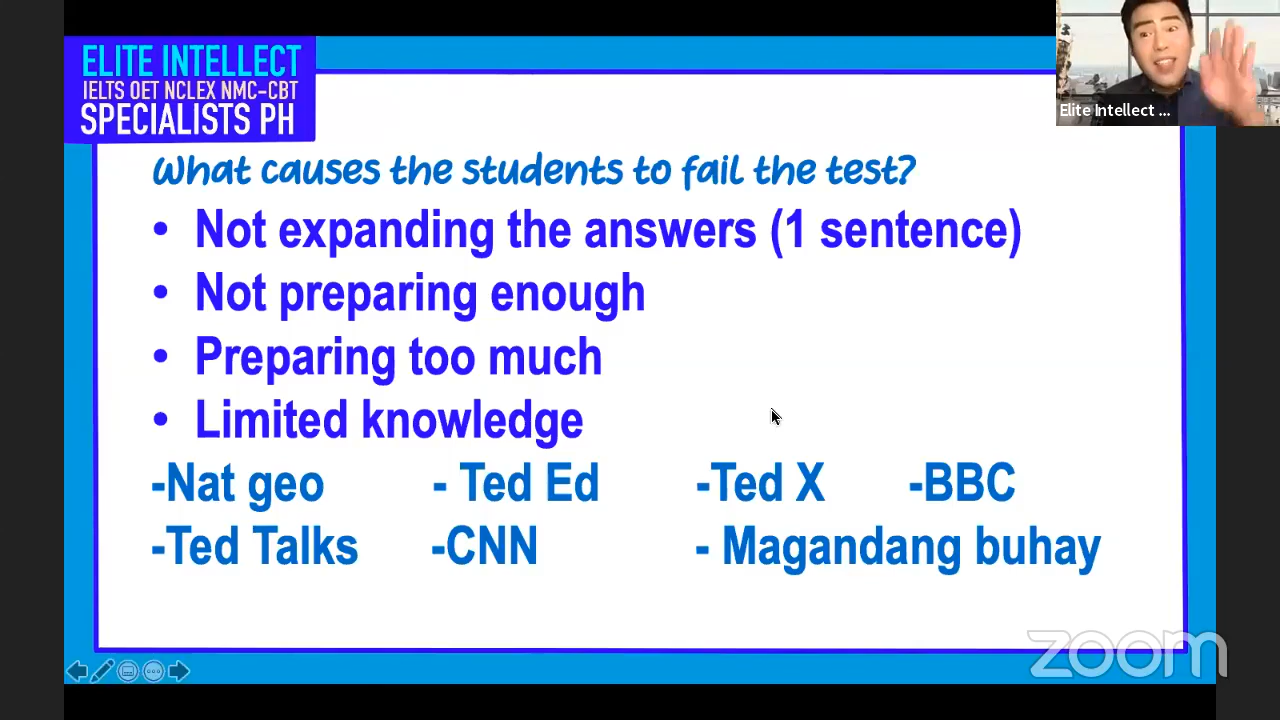 ELITE INTELLECT
IELTS OET NCLEX NMC-CBT
SPECIALISTS PH
Elite Intellect ...
What causes the students to fail the test?
• Not expanding the answers (1 sentence)
• Not preparing enough
• Preparing too much
• Limited knowledge
-Nat geo - Ted Ed -Ted X -BBC
-Ted Talks -CNN - Magandang buhay
zoom